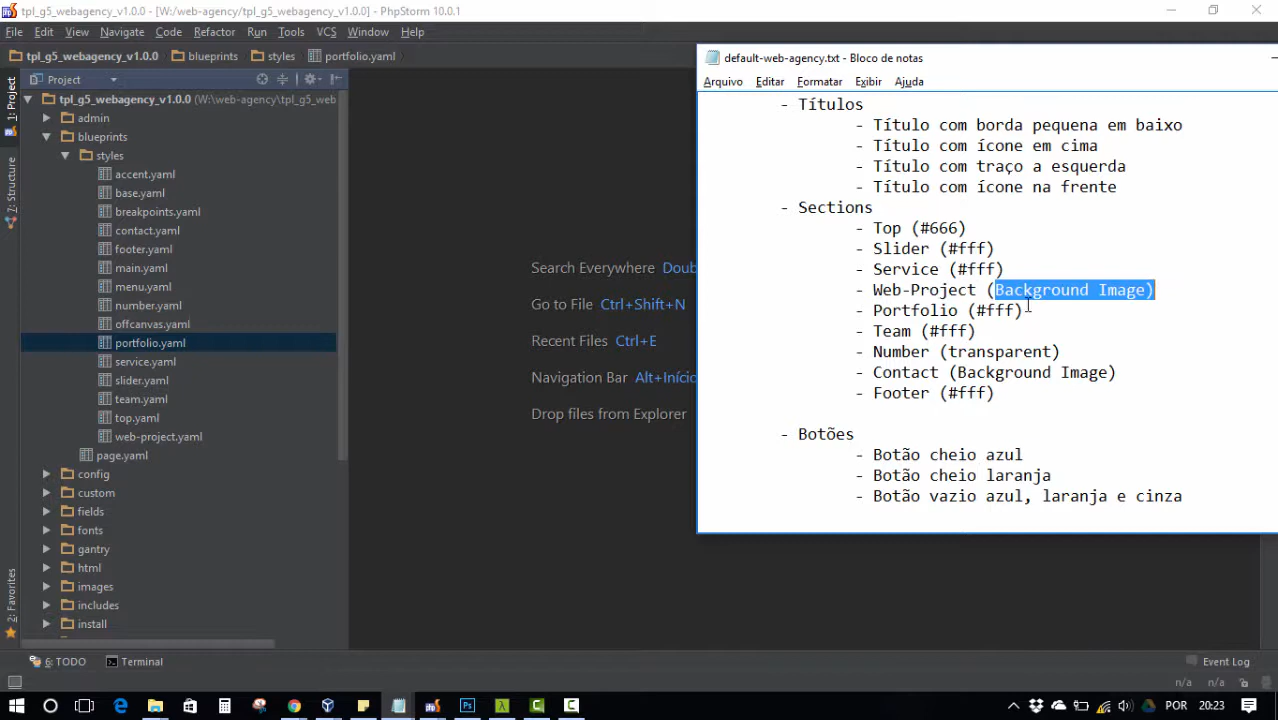 tpl_g5_webagency_v1.0.0 - [W:/web-agency/tpl_g5_webagency_v1.0.0] - PhpStorm 10.0.1
File Edit View Navigate Code Refactor Run Tools VCS Window Help
tpl_g5_webagency_v1.0.0 blueprints styles portfolio.yaml
Project
1: Project
Z: Structure
2: Favorites
tpl_g5_webagency_v1.0.0 (W:\web-agency\tpl_g5_web
admin
blueprints
styles
accent.yaml
base.yaml
breakpoints.yaml
contact.yaml
footer.yaml
main.yaml
menu.yaml
number.yaml
offcanvas.yaml
portfolio.yaml
service.yaml
slider.yaml
team.yaml
top.yaml
web-project.yaml
page.yaml
config
custom
fields
fonts
gantry
html
images
includes
install
Search Everywhere Doub
Go to File Ctrl+Shift+N
Recent Files Ctrl+E
Navigation Bar Alt+Início
Drop files from Explorer
default-web-agency.txt - Bloco de notas
Arquivo Editar Formatar Exibir Ajuda
- Títulos
- Título com borda pequena em baixo
- Título com ícone em cima
- Título com traço a esquerda
- Título com ícone na frente
- Sections
- Top (#666)
- Slider (#fff)
- Service (#fff)
- Web-Project (Background Image)
- Portfolio (#fff)
- Team (#fff)
- Number (transparent)
- Contact (Background Image)
- Footer (#fff)
- Botões
- Botão cheio azul
- Botão cheio laranja
- Botão vazio azul, laranja e cinza
6: TODO Terminal Event Log
n/a n/a
POR 20:23